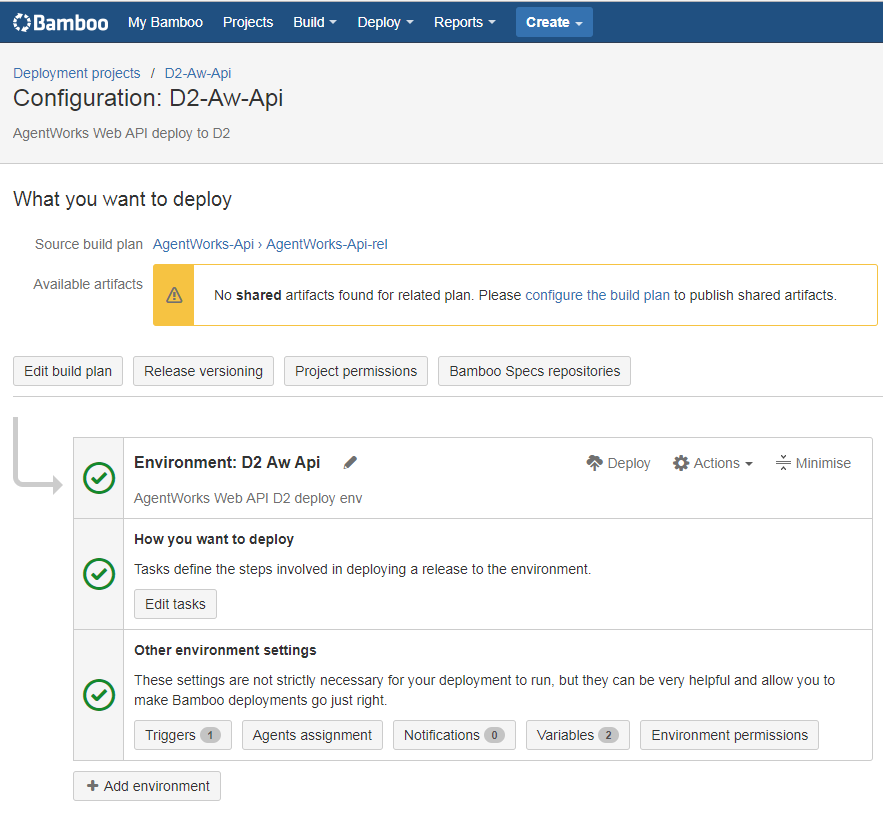 Bamboo My Bamboo Projects Build Deploy Reports Create
Deployment projects / D2-Aw-Api
Configuration: D2-Aw-Api
AgentWorks Web API deploy to D2
What you want to deploy
Source build plan AgentWorks-Api › AgentWorks-Api-rel
Available artifacts
No shared artifacts found for related plan. Please configure the build plan to publish shared artifacts.
Edit build plan Release versioning Project permissions Bamboo Specs repositories
Environment: D2 Aw Api Deploy Actions Minimise
AgentWorks Web API D2 deploy env
How you want to deploy
Tasks define the steps involved in deploying a release to the environment.
Edit tasks
Other environment settings
These settings are not strictly necessary for your deployment to run, but they can be very helpful and allow you to
make Bamboo deployments go just right.
Triggers 1 Agents assignment Notifications 0 Variables 2 Environment permissions
+ Add environment